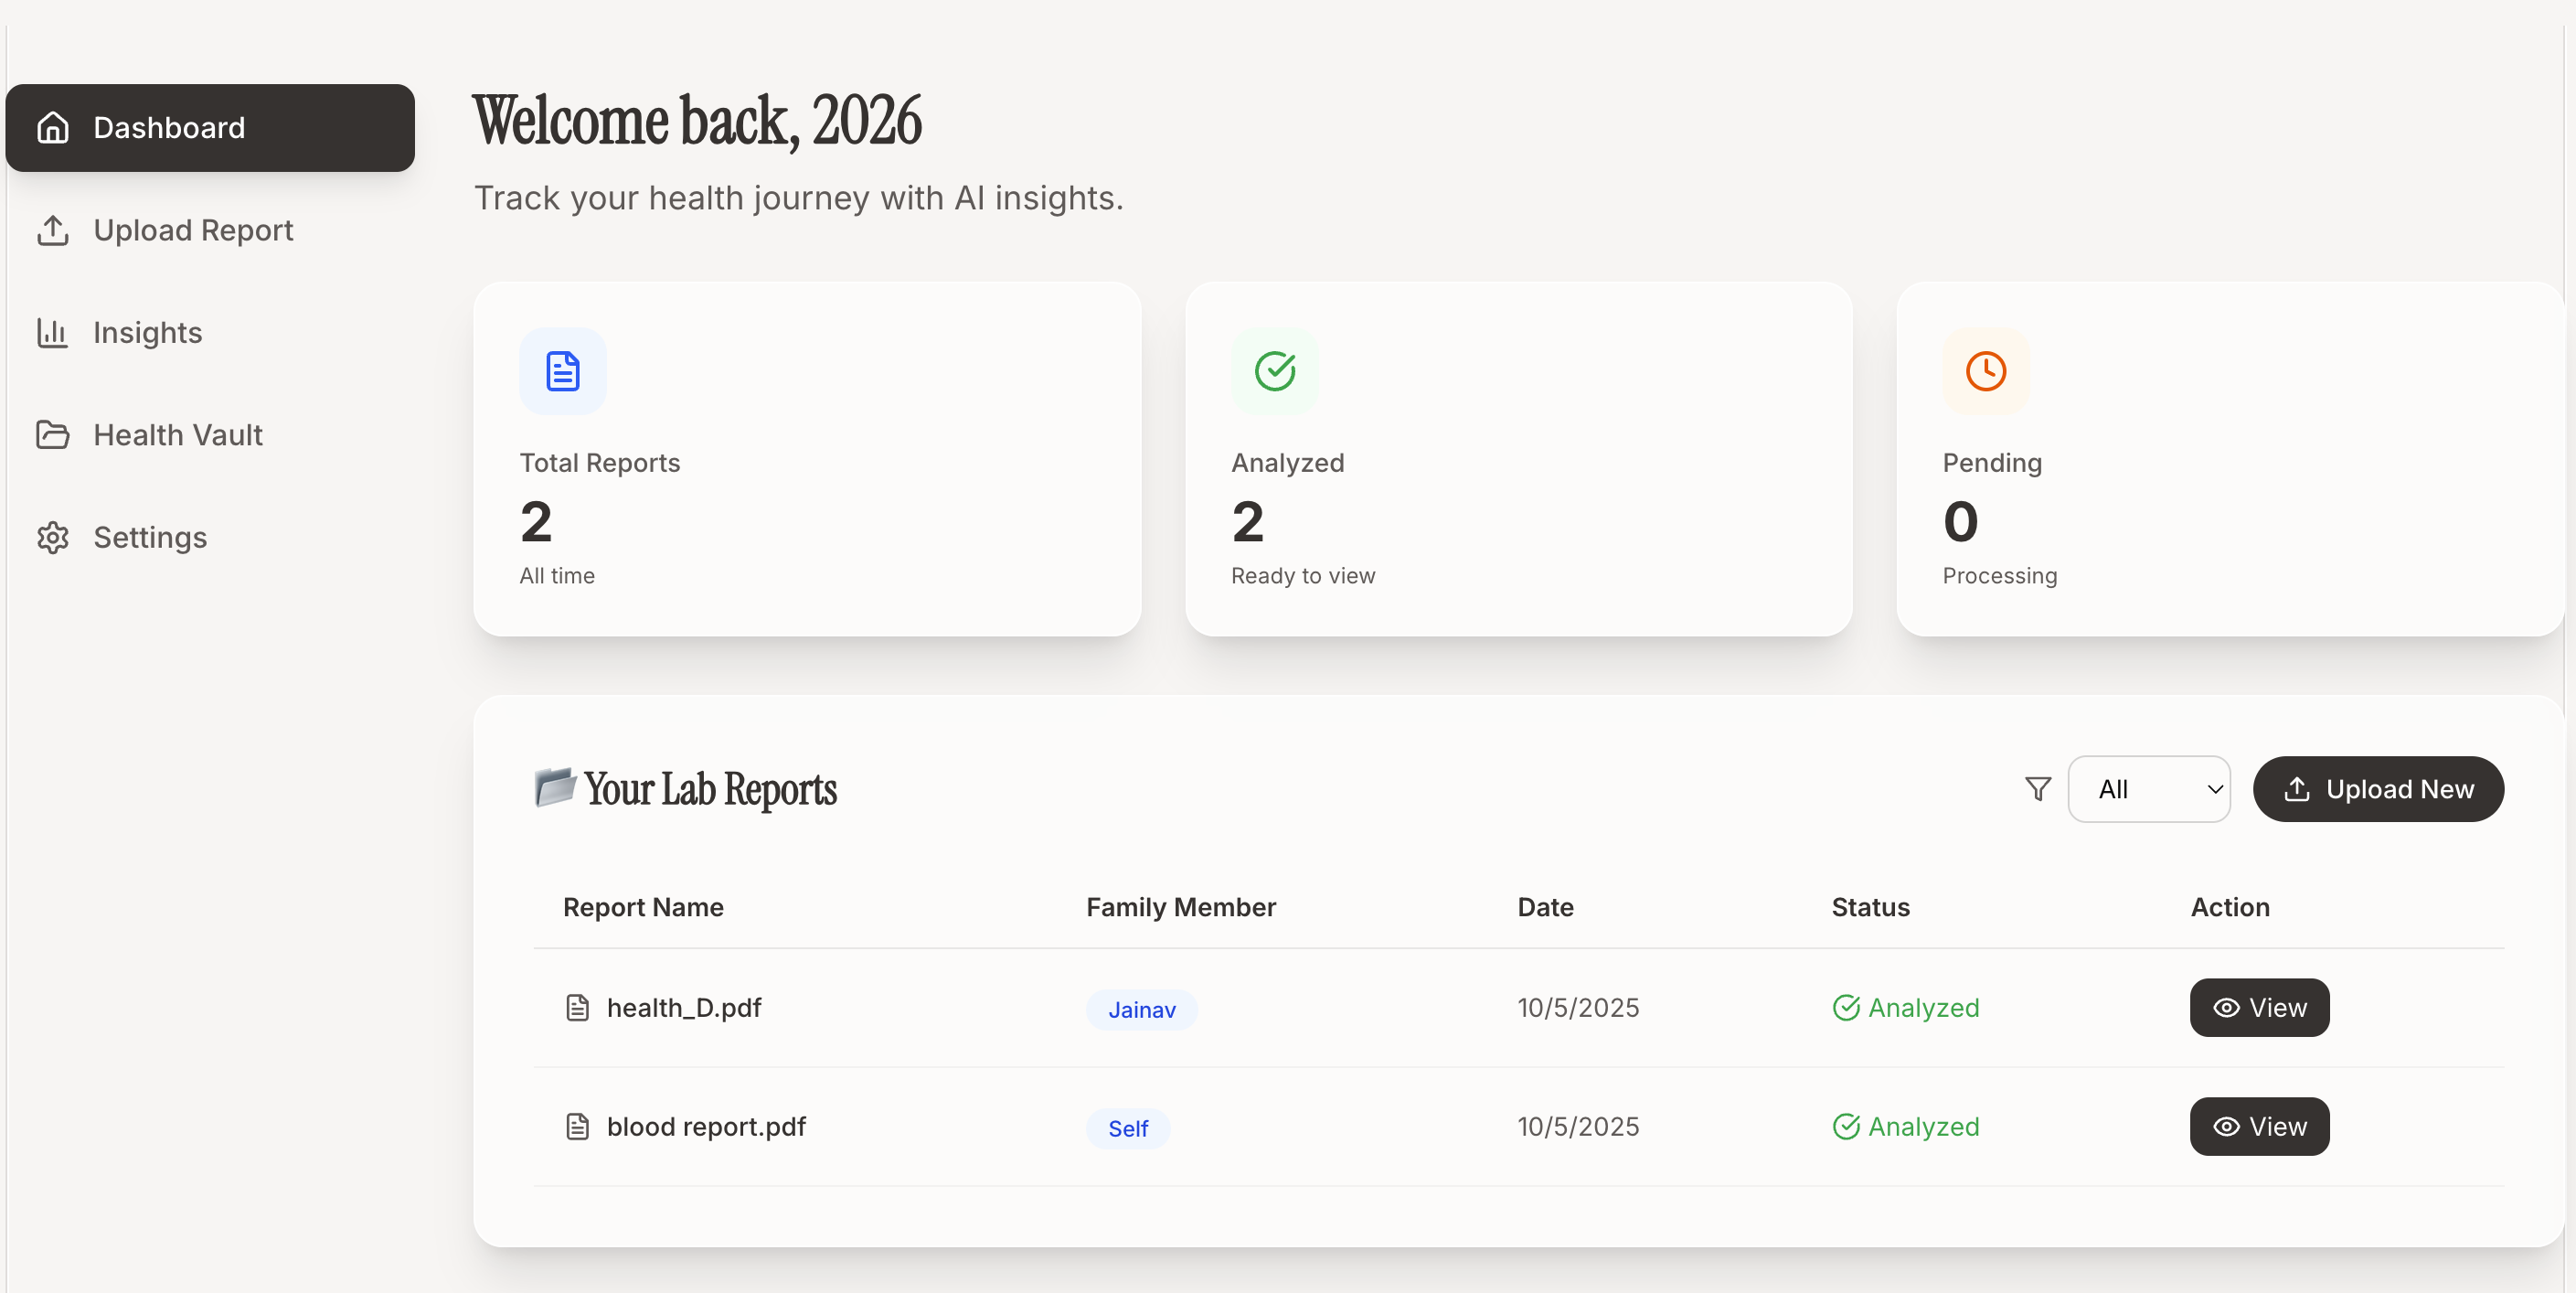 Dashboard
Upload Report
Insights
Health Vault
Settings
Welcome back, 2026
Track your health journey with AI insights.
Total Reports
2
All time
Analyzed
2
Ready to view
Pending
0
Processing
Your Lab Reports
All
Upload New
Report Name Family Member Date Status Action
health_D.pdf Jainav 10/5/2025 Analyzed View
blood report.pdf Self 10/5/2025 Analyzed View